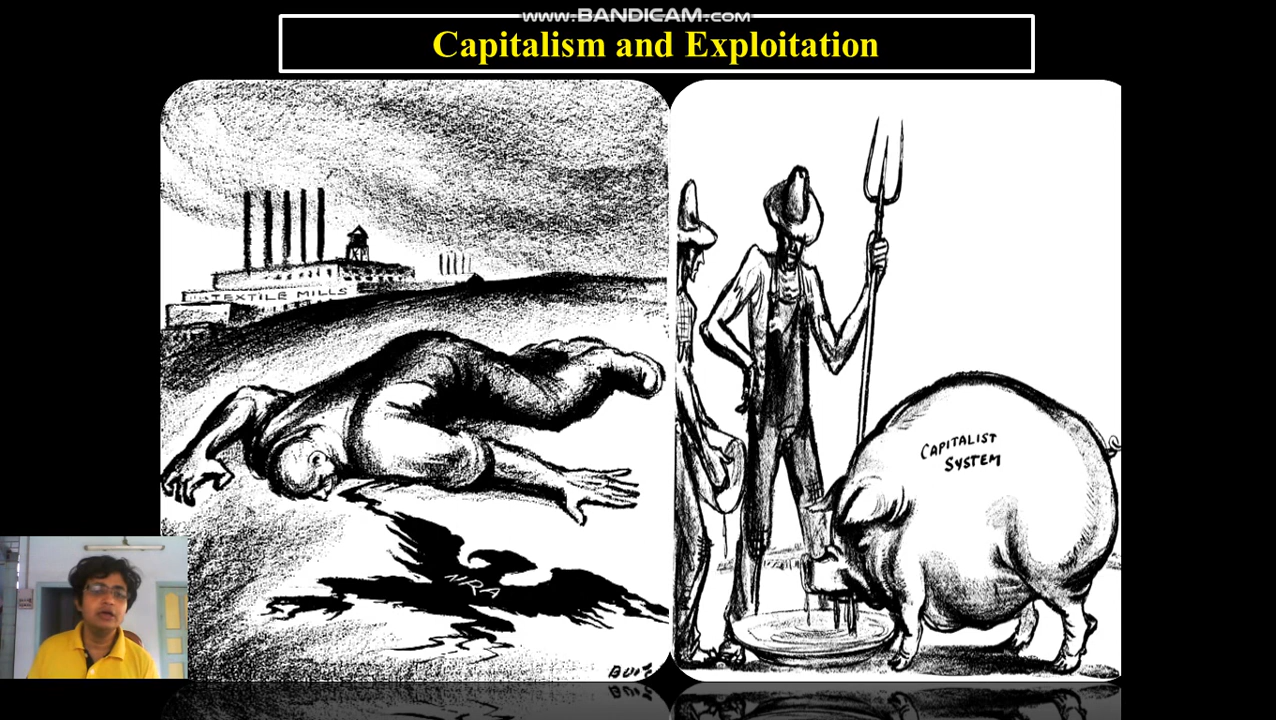 www.BANDICAM.com
Capitalism and Exploitation
TEXTILE MILLS
CAPITALIST
SYSTEM
NRA